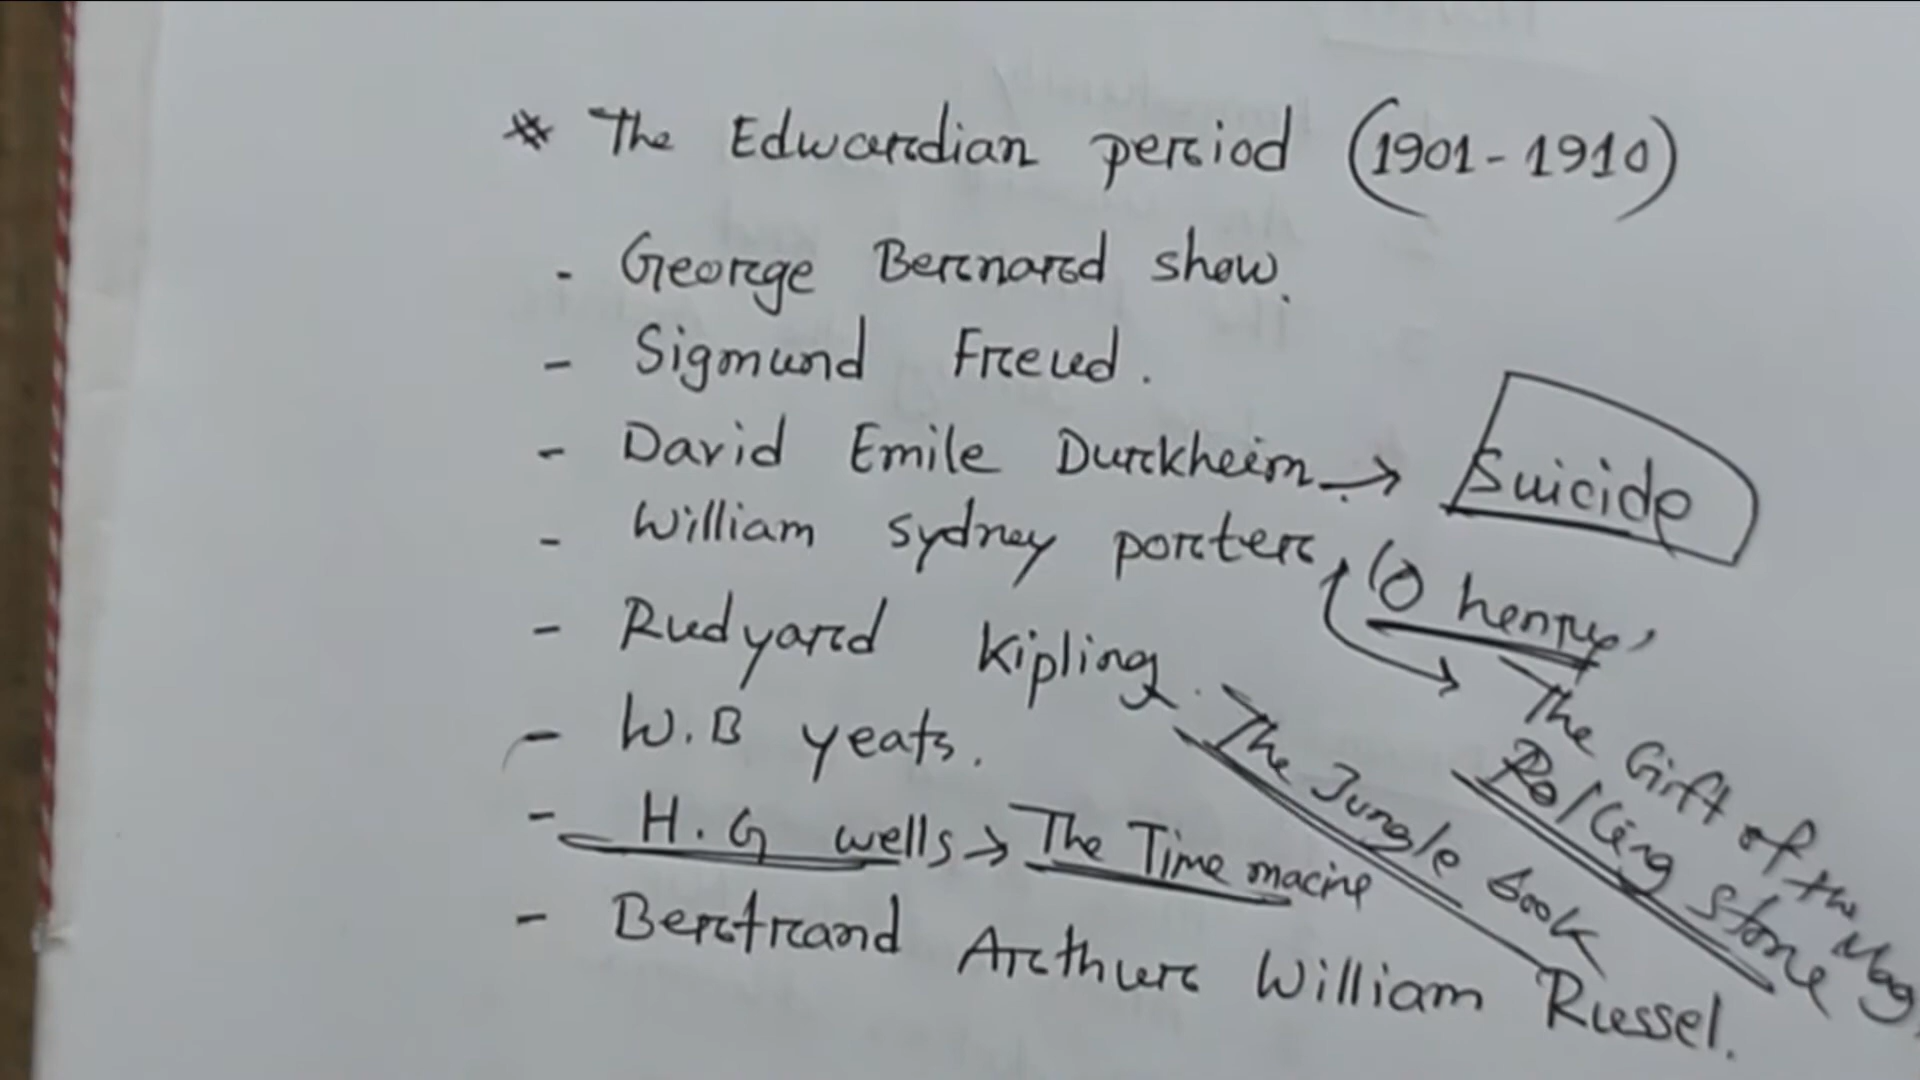 * The Edwardian period (1901-1910)
- George Bernard show.
- Sigmund Freud.
- David Emile Durkheim. → Suicide
- William sydney porter, 'O henry'
→ The Gift of the Mag
Rolling stone
- Rudyard Kipling. The Jungle book
- W.B yeats.
- H.G wells → The Time macine
- Bertrand Arthur William Russel.